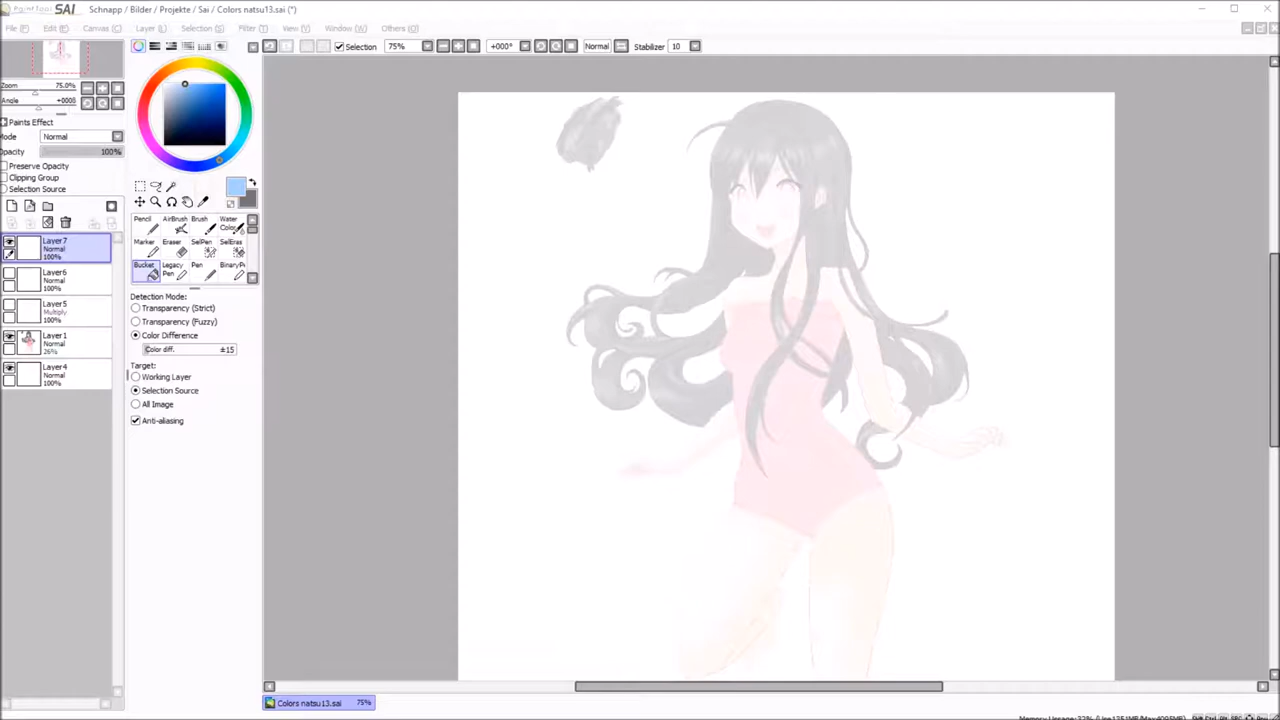 PaintTool SAI Schnapp / Bilder / Projekte / Sai / Colors natsu13.sai (*)
File (F) Edit (E) Canvas (C) Layer (L) Selection (S) Filter (T) View (V) Window (W) Others (O)
Selection 75% +000° Normal Stabilizer 10
Zoom 75.0%
Angle +000
Paints Effect
Mode Normal
Opacity 100%
Preserve Opacity
Clipping Group
Selection Source
Layer7
Normal
100%
Layer6
Normal
100%
Layer5
Multiply
100%
Layer1
Normal
26%
Layer4
Normal
100%
Pencil AirBrush Brush Water Color
Marker Eraser SelPen SelEras
Bucket Legacy Pen Pen BinaryPe
Detection Mode:
Transparency (Strict)
Transparency (Fuzzy)
Color Difference
Color diff. ±15
Target:
Working Layer
Selection Source
All Image
Anti-aliasing
Colors natsu13.sai 75%